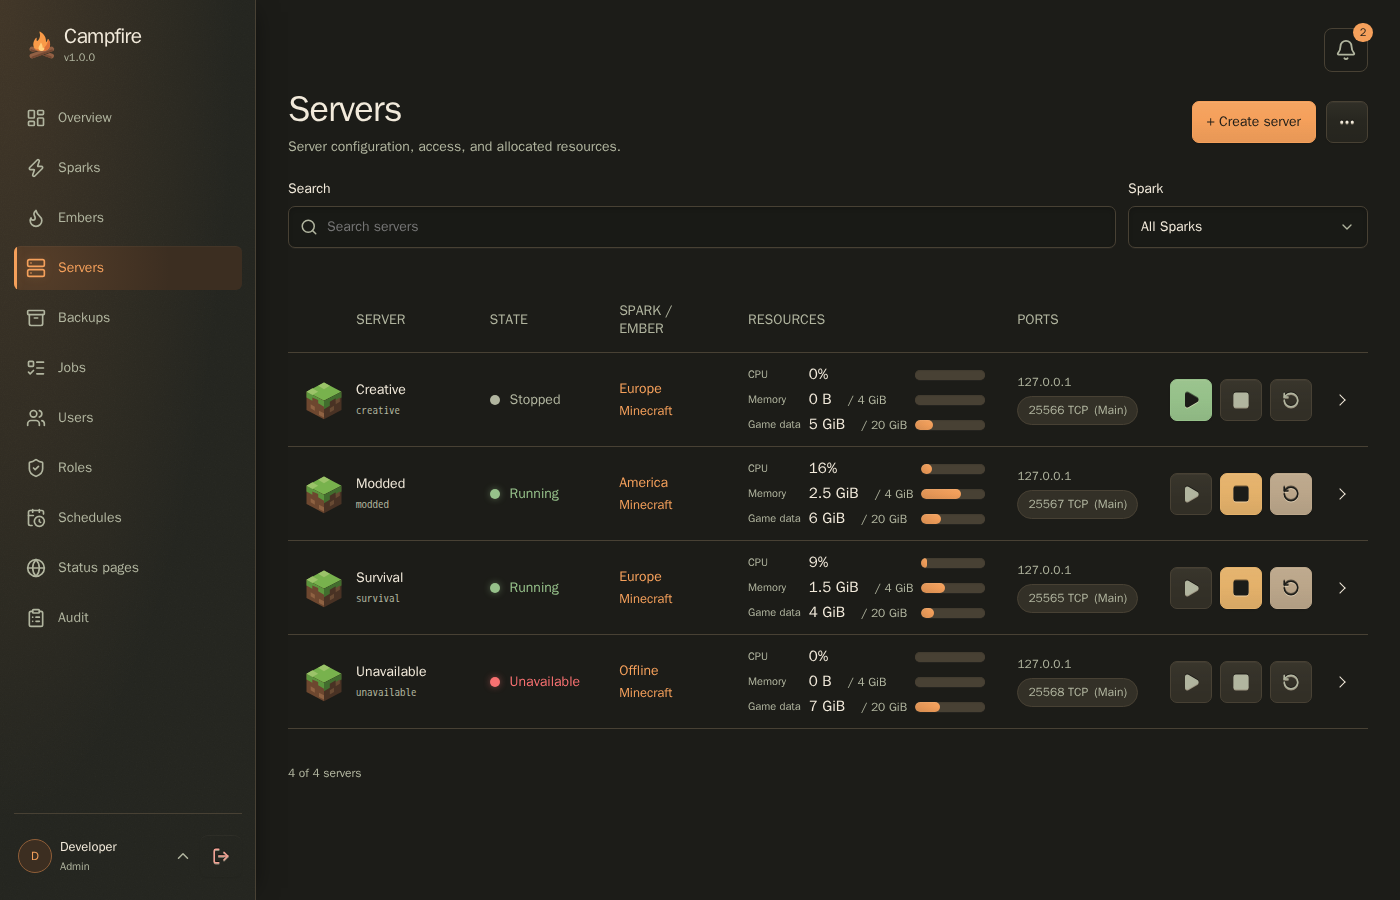 Campfire
v1.0.0
Overview
Sparks
Embers
Servers
Backups
Jobs
Users
Roles
Schedules
Status pages
Audit
D
Developer
Admin
2
Servers
Server configuration, access, and allocated resources.
+ Create server
Search
Search servers
Spark
All Sparks
SERVER STATE SPARK / EMBER RESOURCES PORTS
Creative
creative
Stopped
Europe
Minecraft
CPU 0%
Memory 0 B / 4 GiB
Game data 5 GiB / 20 GiB
127.0.0.1
25566 TCP (Main)
Modded
modded
Running
America
Minecraft
CPU 16%
Memory 2.5 GiB / 4 GiB
Game data 6 GiB / 20 GiB
127.0.0.1
25567 TCP (Main)
Survival
survival
Running
Europe
Minecraft
CPU 9%
Memory 1.5 GiB / 4 GiB
Game data 4 GiB / 20 GiB
127.0.0.1
25565 TCP (Main)
Unavailable
unavailable
Unavailable
Offline
Minecraft
CPU 0%
Memory 0 B / 4 GiB
Game data 7 GiB / 20 GiB
127.0.0.1
25568 TCP (Main)
4 of 4 servers